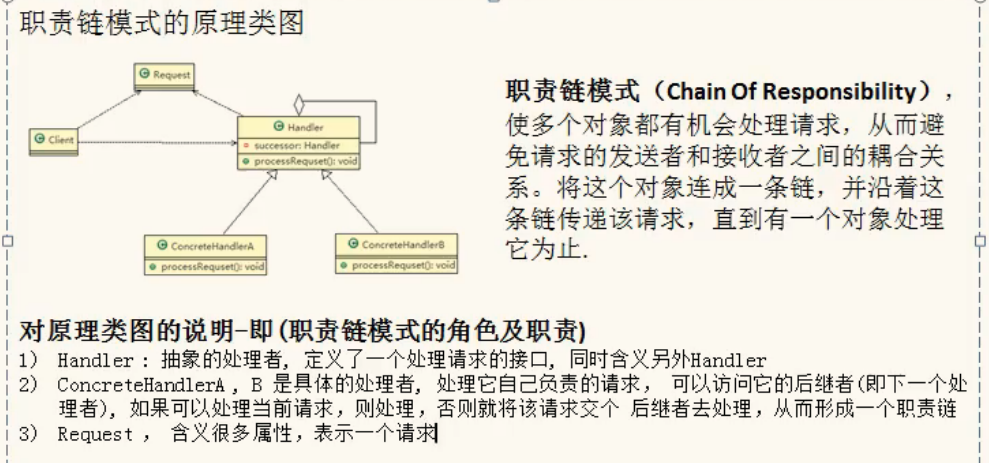 职责链模式的原理类图
Request
Client
Handler
successor: Handler
processRequset(): void
ConcreteHandlerA
processRequset(): void
ConcreteHandlerB
processRequset(): void
职责链模式（Chain Of Responsibility），
使多个对象都有机会处理请求，从而避
免请求的发送者和接收者之间的耦合关
系。将这个对象连成一条链，并沿着这
条链传递该请求，直到有一个对象处理
它为止.
对原理类图的说明-即(职责链模式的角色及职责)
1) Handler : 抽象的处理者, 定义了一个处理请求的接口, 同时含义另外Handler
2) ConcreteHandlerA , B 是具体的处理者, 处理它自己负责的请求， 可以访问它的后继者(即下一个处
理者), 如果可以处理当前请求，则处理，否则就将该请求交个 后继者去处理，从而形成一个职责链
3) Request ， 含义很多属性，表示一个请求